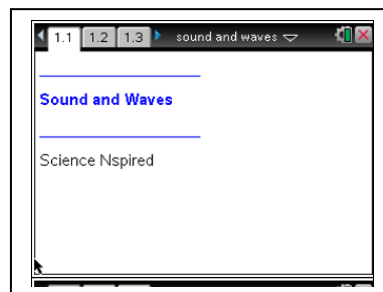 1.1 1.2 1.3 sound and waves
Sound and Waves
Science Nspired